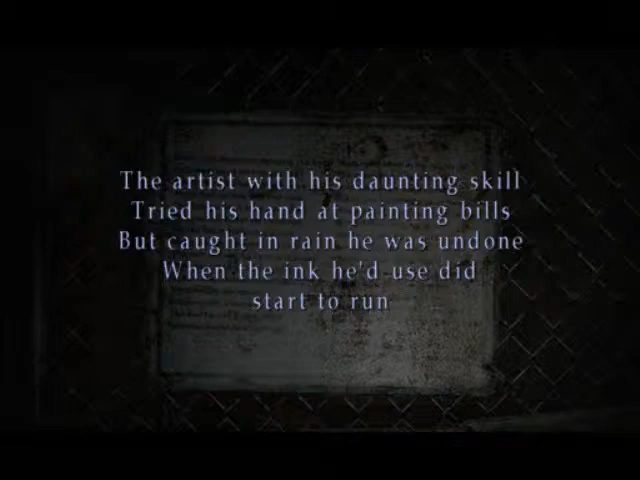 The artist with his daunting skill
Tried his hand at painting bills
But caught in rain he was undone
When the ink he'd use did
start to run